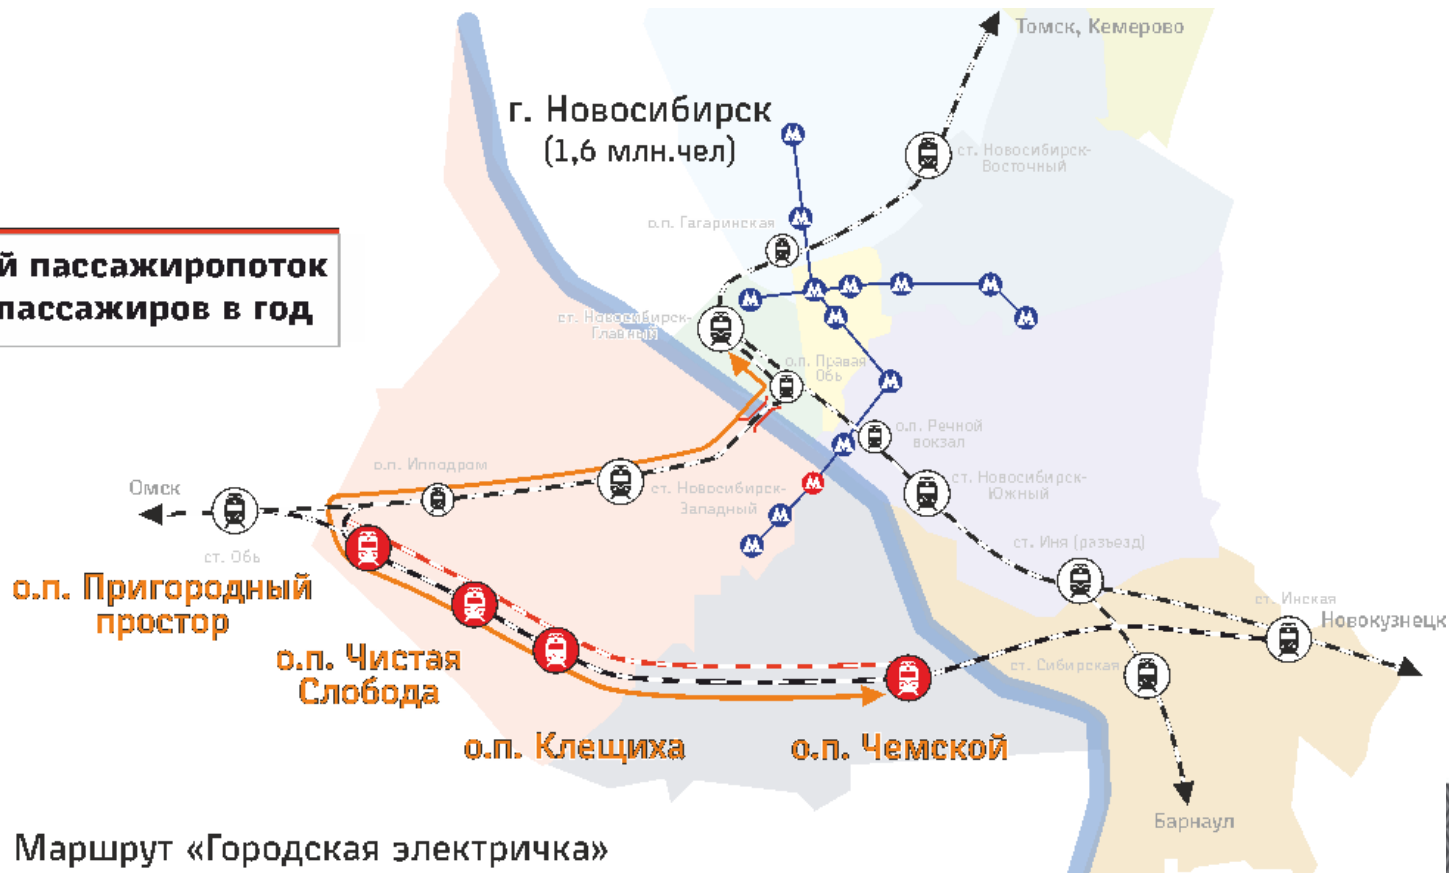 Томск, Кемерово
г. Новосибирск
(1,6 млн.чел)
ст. Новосибирск-
Восточный
о.п. Гагаринская
й пассажиропоток
пассажиров в год
ст. Новосибирск-
Главный
о.п. Правая
Обь
о.п. Речной
вокзал
о.п. Ипподром
ст. Новосибирск-
Западный
ст. Новосибирск-
Южный
Омск
ст. Обь
ст. Иня (разъезд)
о.п. Пригородный
простор
ст. Инская
Новокузнецк
о.п. Чистая
Слобода
ст. Сибирская
о.п. Клещиха
о.п. Чемской
Барнаул
Маршрут «Городская электричка»